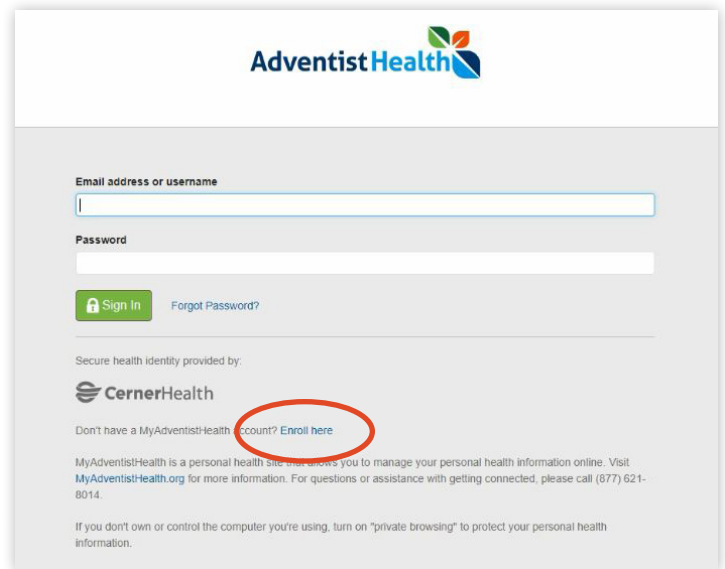 Adventist Health
Email address or username
Password
Sign In
Forgot Password?
Secure health identity provided by:
CernerHealth
Don't have a MyAdventistHealth account? Enroll here
MyAdventistHealth is a personal health site that allows you to manage your personal health information online. Visit
MyAdventistHealth.org for more information. For questions or assistance with getting connected, please call (877) 621-
8014.
If you don't own or control the computer you're using, turn on "private browsing" to protect your personal health
information.